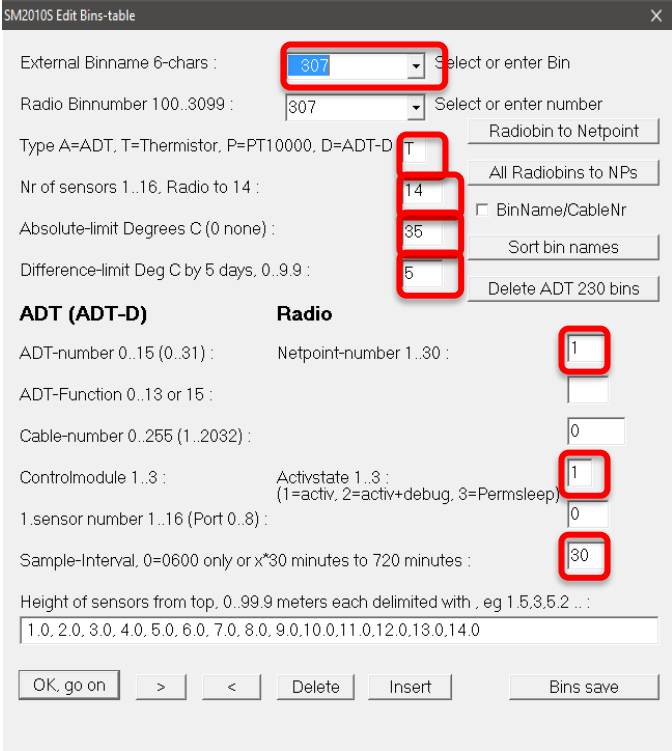 SM2010S Edit Bins-table
External Binname 6-chars : 307 Select or enter Bin
Radio Binnumber 100..3099 : 307 Select or enter number
Radiobin to Netpoint
Type A=ADT, T=Thermistor, P=PT10000, D=ADT-D T
All Radiobins to NPs
Nr of sensors 1..16, Radio to 14 : 14
BinName/CableNr
Absolute-limit Degrees C (0 none) : 35
Sort bin names
Difference-limit Deg C by 5 days, 0..9.9 : 5
Delete ADT 230 bins
ADT (ADT-D) Radio
ADT-number 0..15 (0..31) : Netpoint-number 1..30 : 1
ADT-Function 0..13 or 15 :
Cable-number 0..255 (1..2032) : 0
Controlmodule 1..3 : Activstate 1..3 : 1
(1=activ, 2=activ+debug, 3=Permsleep)
1.sensor number 1..16 (Port 0..8) : 0
Sample-Interval, 0=0600 only or x*30 minutes to 720 minutes : 30
Height of sensors from top, 0..99.9 meters each delimited with , eg 1.5,3,5.2 .. :
1.0, 2.0, 3.0, 4.0, 5.0, 6.0, 7.0, 8.0, 9.0,10.0,11.0,12.0,13.0,14.0
OK, go on > < Delete Insert Bins save